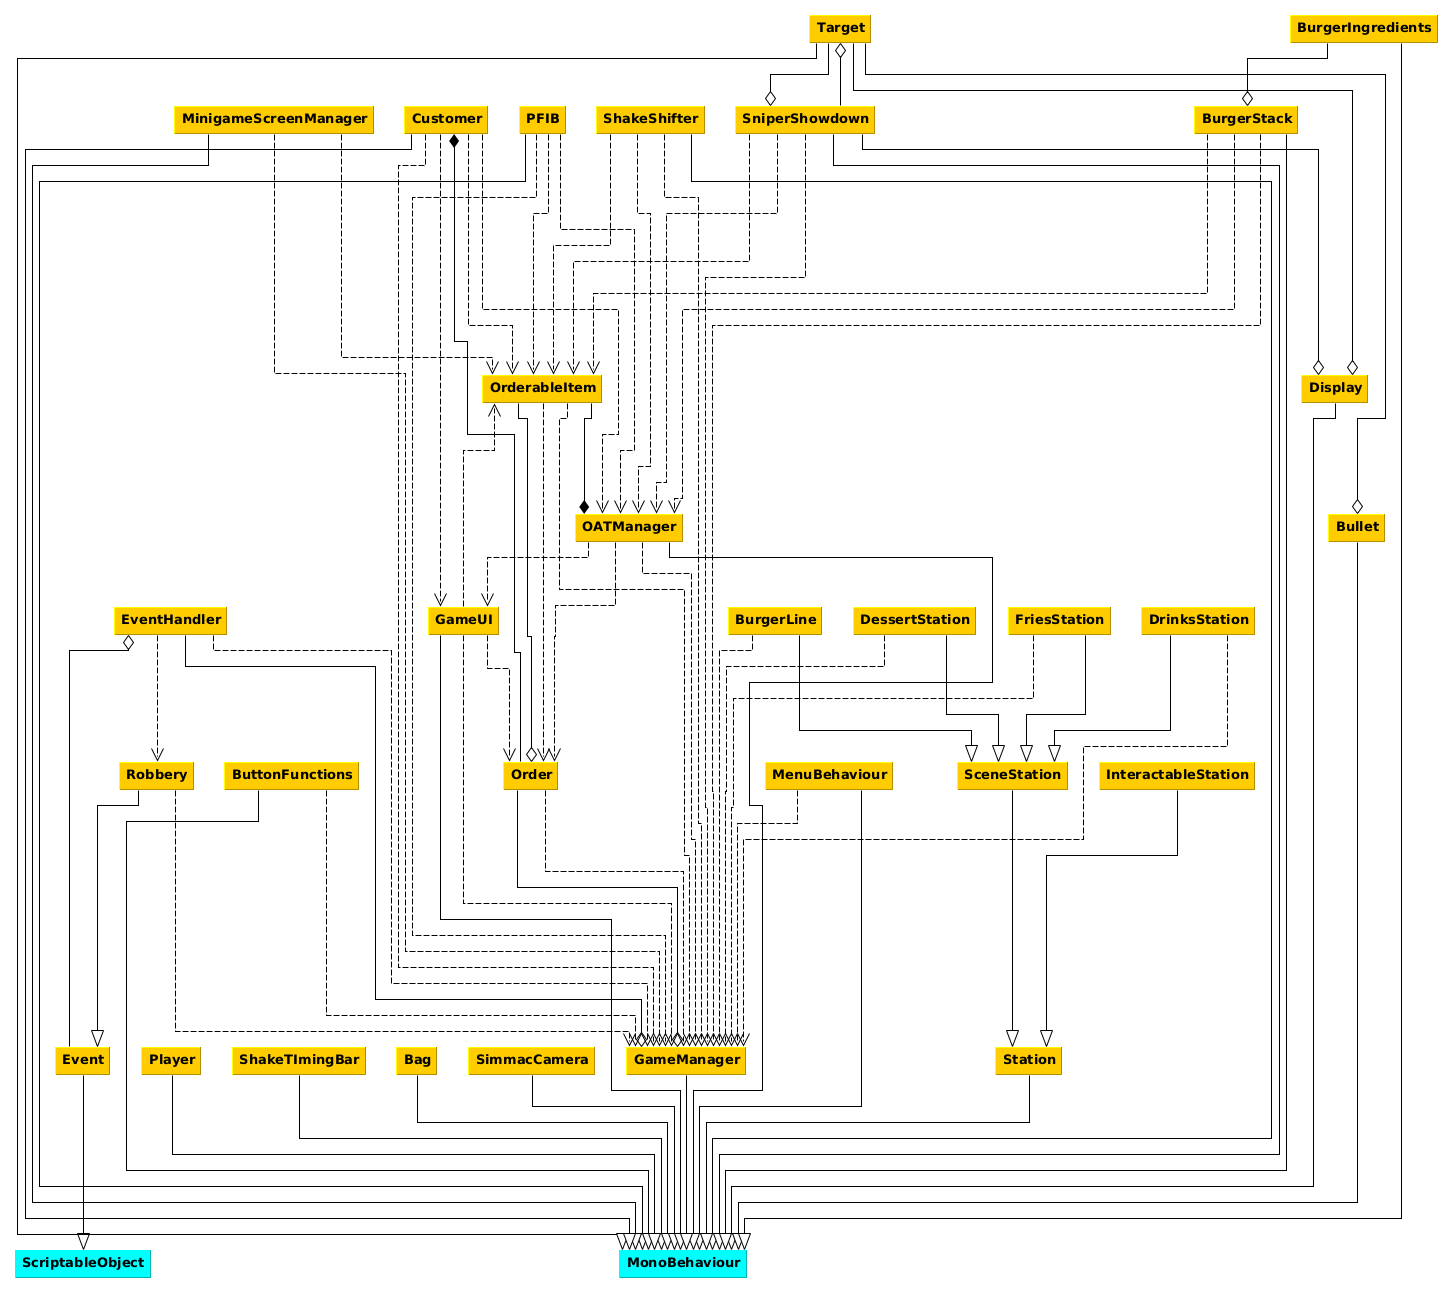 Target
BurgerIngredients
MinigameScreenManager
Customer
PFIB
ShakeShifter
SniperShowdown
BurgerStack
OrderableItem
Display
OATManager
Bullet
EventHandler
GameUI
BurgerLine
DessertStation
FriesStation
DrinksStation
Robbery
ButtonFunctions
Order
MenuBehaviour
SceneStation
InteractableStation
Event
Player
ShakeTImingBar
Bag
SimmacCamera
GameManager
Station
ScriptableObject
MonoBehaviour